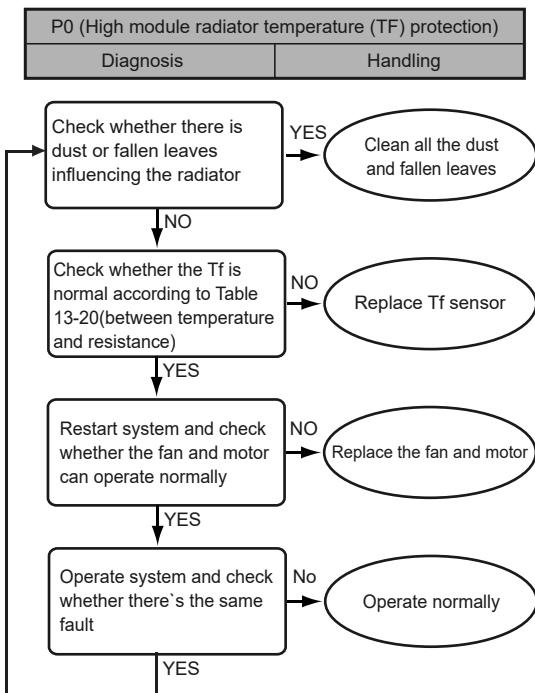 P0 (High module radiator temperature (TF) protection)
Diagnosis
Handling
Check whether there is
dust or fallen leaves
influencing the radiator
YES
Clean all the dust
and fallen leaves
NO
Check whether the Tf is
normal according to Table
13-20(between temperature
and resistance)
NO
Replace Tf sensor
YES
Restart system and check
whether the fan and motor
can operate normally
NO
Replace the fan and motor
YES
Operate system and check
whether there`s the same
fault
No
Operate normally
YES